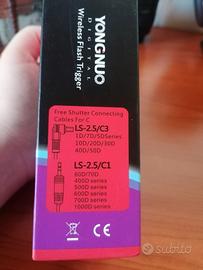 YONGNUO
DIGITAL
Wireless Flash Trigger
Free Shutter Connecting
Cables For C
LS-2.5/C3
1D/7D/5DSeries
10D/20D/30D
40D/50D
LS-2.5/C1
60D/70D
400D series
500D series
600D series
700D series
1000D series
CE
subito